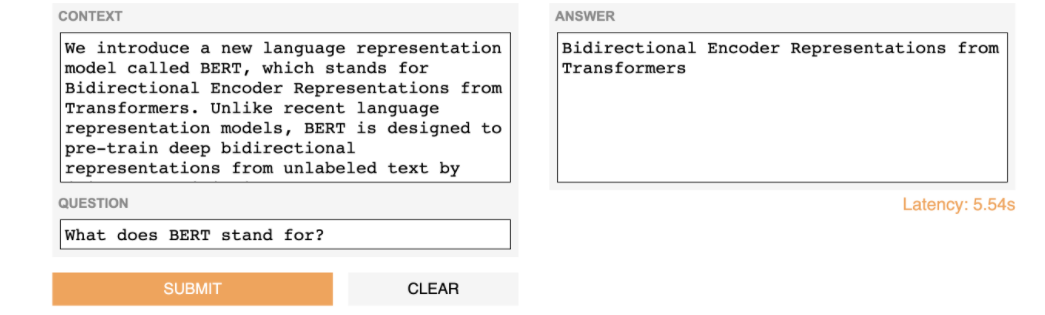 CONTEXT
We introduce a new language representation
model called BERT, which stands for
Bidirectional Encoder Representations from
Transformers. Unlike recent language
representation models, BERT is designed to
pre-train deep bidirectional
representations from unlabeled text by
QUESTION
What does BERT stand for?
SUBMIT
CLEAR
ANSWER
Bidirectional Encoder Representations from
Transformers
Latency: 5.54s